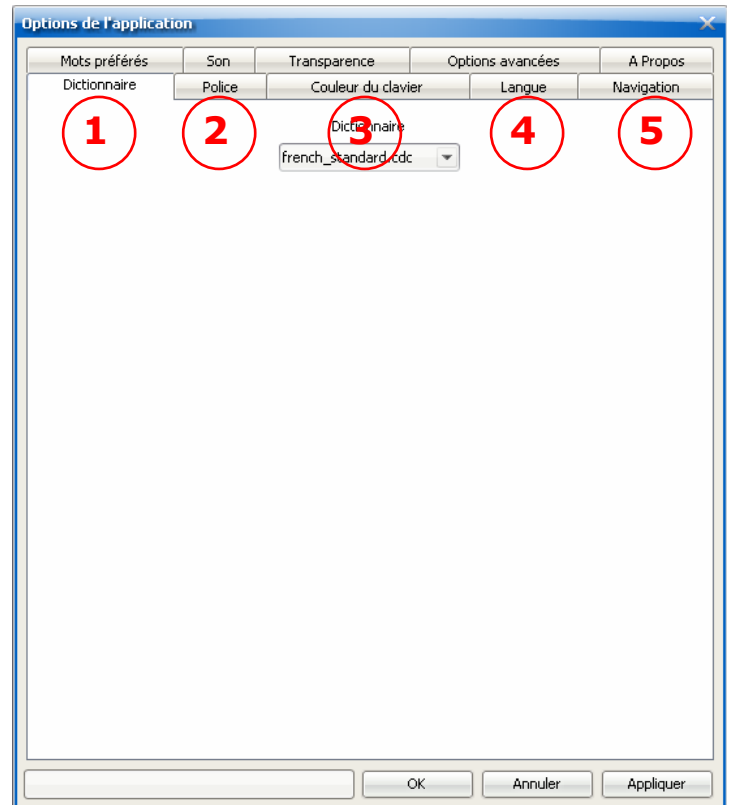 Options de l'application
Mots préférés Son Transparence Options avancées A Propos
Dictionnaire Police Couleur du clavier Langue Navigation
1 2 3 4 5
Dictionnaire
french_standard.cdc
OK Annuler Appliquer